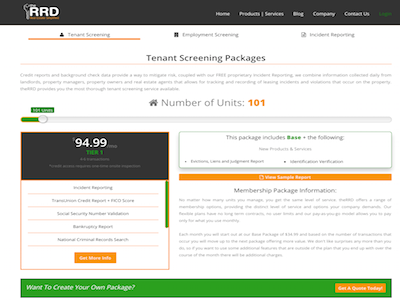 RRD
Home
Products | Services
Blog
Company
Contact Us
Login
Tenant Screening
Employment Screening
Incident Reporting
Tenant Screening Packages
Credit reports and background check data provide a way to mitigate risk, coupled with our FREE proprietary Incident Reporting, we combine information collected daily from
landlords, property managers, property owners and real estate agents that allows for tracking and recording of leasing incidents and violations that occur on the property,
theRRD provides you the most thorough tenant screening service available.
Number of Units: 101
101 Units
$94.99 /mo
TIER 1
This package includes Base + the following:
New Products & Services
Evictions, Liens and Judgment Report
Identification Verification
View Sample Report
Incident Reporting
TransUnion Credit Report + FICO Score
Social Security Number Validation
Bankruptcy Report
National Criminal Records Search
Get More Info
Membership Package Information:
No matter how many units you manage, you get the same level of service. theRRD offers a range of
membership options, providing the distinct level of service and options your company demands. Our
flexible plans have no long term contracts, no user limits and our pay-as-you-go model allows you to pay
only for what you use monthly.
Each month you will start out at our Base Package of $34.99 and based on the number of transactions that
occur you will move up to the next package offering more value. We don't like surprises any more than you
do, so if you want to use some additional features that are outside of the plan that you end up with over the
course of the month there will be additional charges.
Want To Create Your Own Package?
Get A Quote Today!